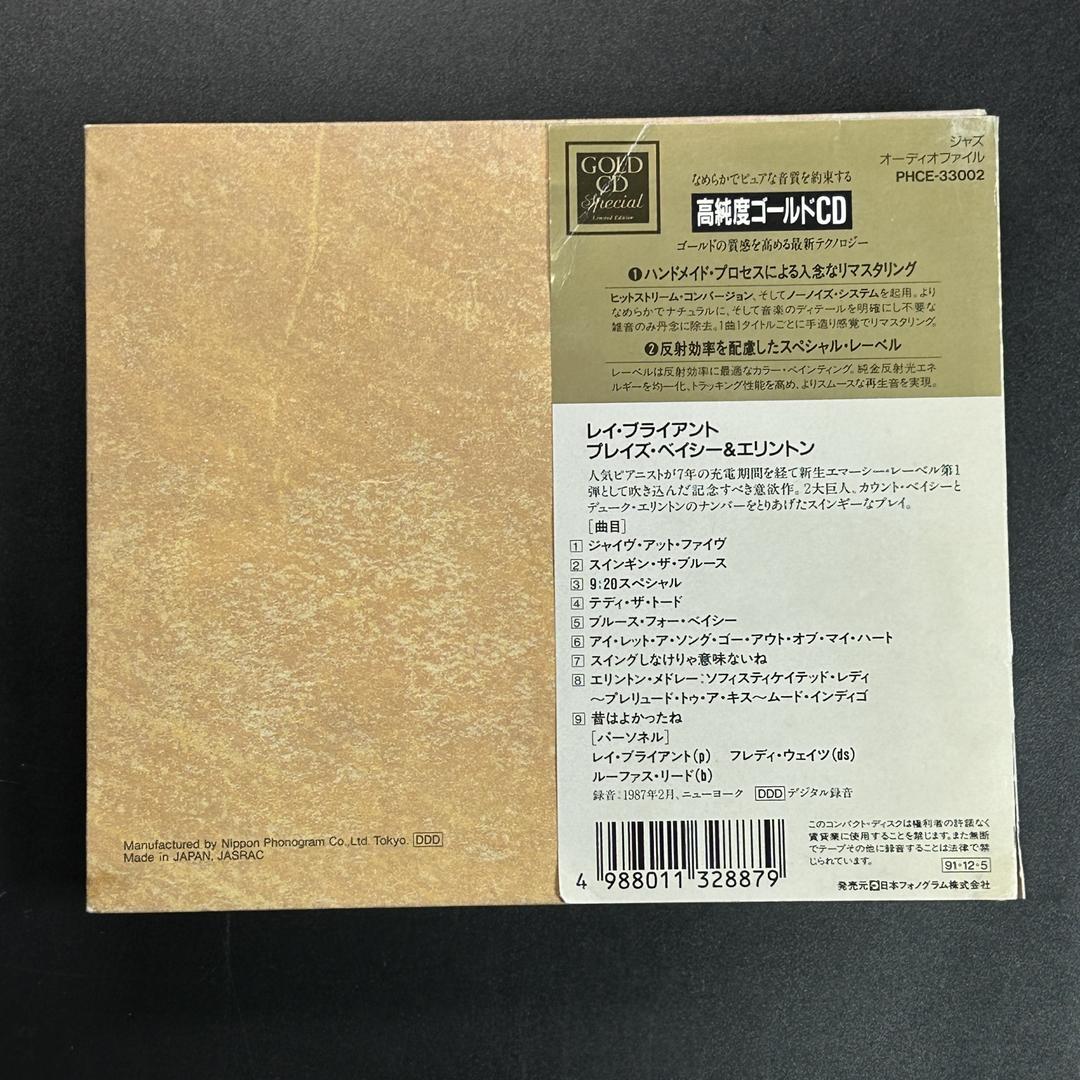 GOLD
CD
Special
Limited Edition
ジャズ
オーディオファイル
PHCE-33002
なめらかでピュアな音質を約束する
高純度ゴールドCD
ゴールドの質感を高める最新テクノロジー
❶ハンドメイド・プロセスによる入念なリマスタリング
ヒットストリーム・コンバージョン、そしてノーノイズ・システムを起用。より
なめらかでナチュラルに、そして音楽のディテールを明確にし不要な
雑音のみ丹念に除去。1曲1タイトルごとに手造り感覚でリマスタリング。
❷反射効率を配慮したスペシャル・レーベル
レーベルは反射効率に最適なカラー・ペインティング。純金反射光エネ
ルギーを均一化、トラッキング性能を高め、よりスムースな再生音を実現。
レイ・ブライアント
プレイズ・ベイシー&エリントン
人気ピアニストが7年の充電期間を経て新生エマーシー・レーベル第1
弾として吹き込んだ記念すべき意欲作。2大巨人、カウント・ベイシーと
デューク・エリントンのナンバーをとりあげたスインギーなプレイ。
[曲目]
1 ジャイヴ・アット・ファイヴ
2 スインギン・ザ・ブルース
3 9:20スペシャル
4 テディ・ザ・トード
5 ブルース・フォー・ベイシー
6 アイ・レット・ア・ソング・ゴー・アウト・オブ・マイ・ハート
7 スイングしなけりゃ意味ないね
8 エリントン・メドレー:ソフィスティケイテッド・レディ
〜プレリュード・トゥ・ア・キス〜ムード・インディゴ
9 昔はよかったね
[パーソネル]
レイ・ブライアント(p) フレディ・ウェイツ(ds)
ルーファス・リード(b)
録音:1987年2月、ニューヨーク DDD デジタル録音
このコンパクト・ディスクは権利者の許諾なく
賃貸業に使用することを禁じます。また無断
でテープその他に録音することは法律で禁
じられています。
91・12・5
4 988011 328879
発売元 日本フォノグラム株式会社
Manufactured by Nippon Phonogram Co., Ltd. Tokyo. DDD
Made in JAPAN, JASRAC